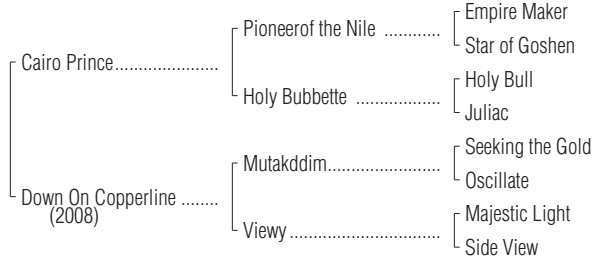 Empire Maker
Pioneerof the Nile ............
Star of Goshen
Cairo Prince.......................
Holy Bull
Holy Bubbette ..................
Juliac
Seeking the Gold
Mutakddim........................
Oscillate
Down On Copperline ........
(2008)
Majestic Light
Viewy ................................
Side View